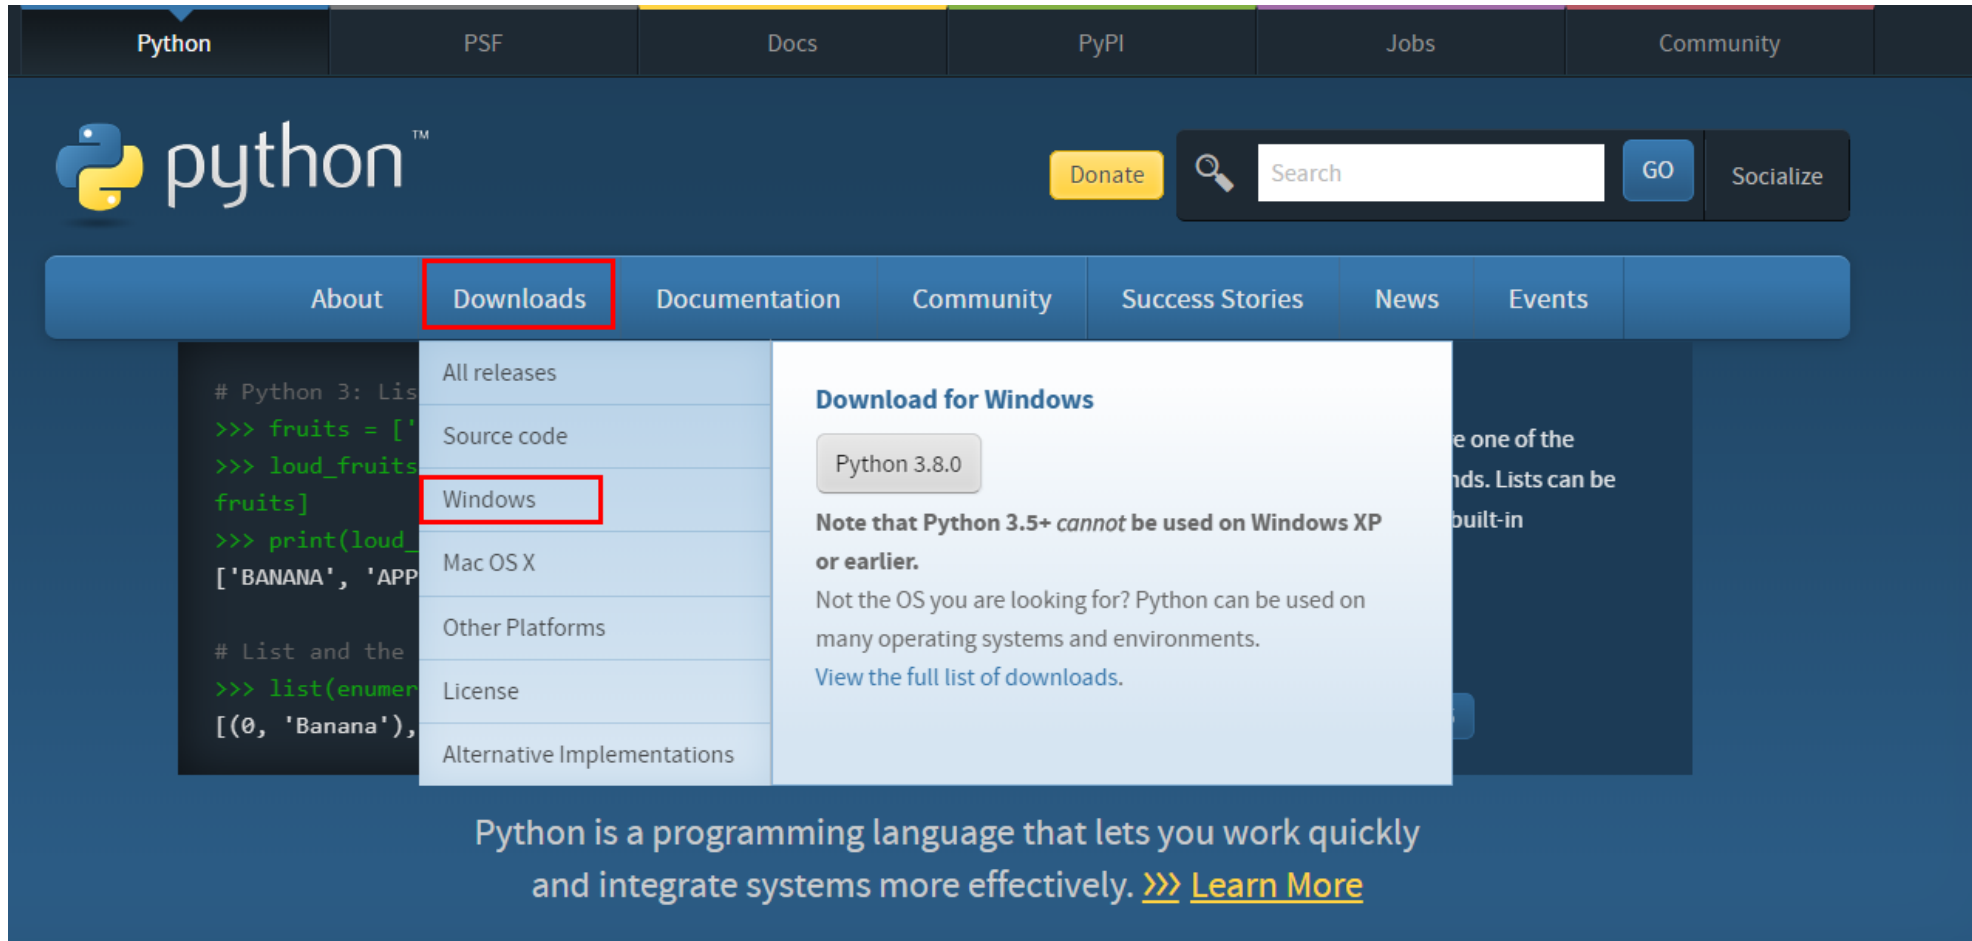 Python PSF Docs PyPI Jobs Community
python™
Donate Search GO Socialize
About Downloads Documentation Community Success Stories News Events
# Python 3: Lis
>>> fruits = ['
>>> loud_fruits
fruits]
>>> print(loud_
['BANANA', 'APP
# List and the
>>> list(enumer
[(0, 'Banana'),
All releases
Source code
Windows
Mac OS X
Other Platforms
License
Alternative Implementations
Download for Windows
Python 3.8.0
Note that Python 3.5+ cannot be used on Windows XP
or earlier.
Not the OS you are looking for? Python can be used on
many operating systems and environments.
View the full list of downloads.
e one of the
nds. Lists can be
built-in
Python is a programming language that lets you work quickly
and integrate systems more effectively. >>> Learn More